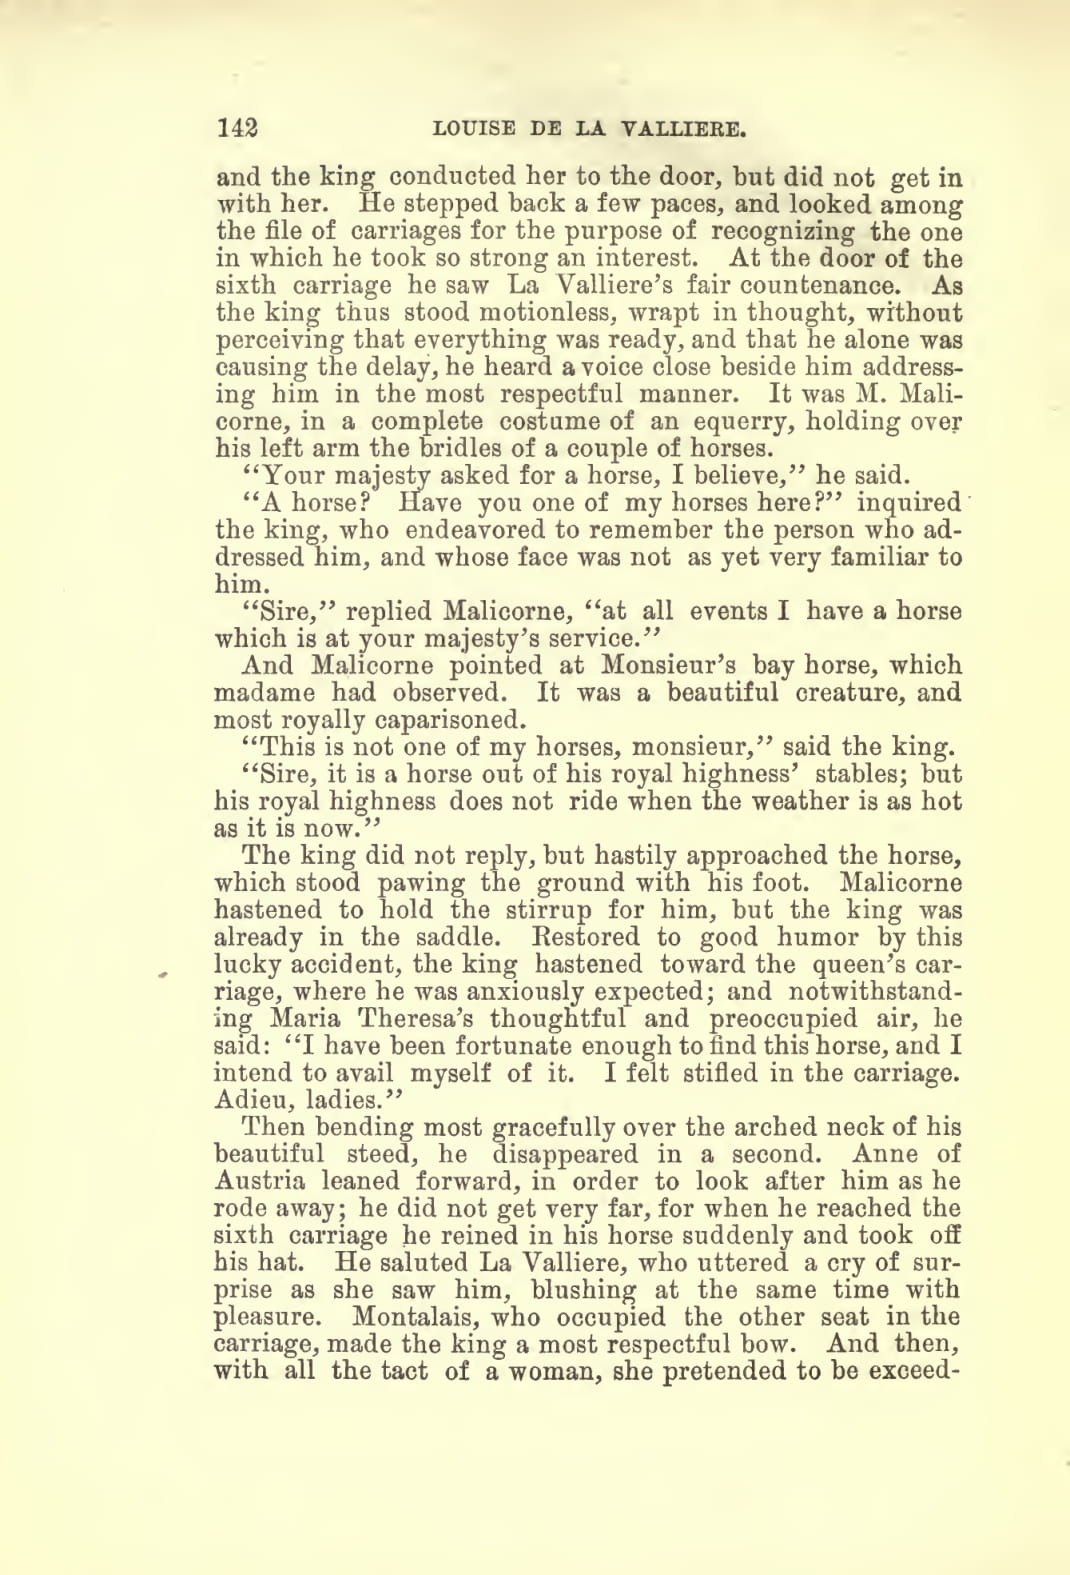 142 LOUISE DE LA VALLIERE.
and the king conducted her to the door, but did not get in
with her. He stepped back a few paces, and looked among
the file of carriages for the purpose of recognizing the one
in which he took so strong an interest. At the door of the
sixth carriage he saw La Valliere's fair countenance. As
the king thus stood motionless, wrapt in thought, without
perceiving that everything was ready, and that he alone was
causing the delay, he heard a voice close beside him address-
ing him in the most respectful manner. It was M. Mali-
corne, in a complete costume of an equerry, holding over
his left arm the bridles of a couple of horses.
"Your majesty asked for a horse, I believe," he said.
"A horse? Have you one of my horses here?" inquired
the king, who endeavored to remember the person who ad-
dressed him, and whose face was not as yet very familiar to
him.
"Sire," replied Malicorne, "at all events I have a horse
which is at your majesty's service."
And Malicorne pointed at Monsieur's bay horse, which
madame had observed. It was a beautiful creature, and
most royally caparisoned.
"This is not one of my horses, monsieur," said the king.
"Sire, it is a horse out of his royal highness' stables; but
his royal highness does not ride when the weather is as hot
as it is now."
The king did not reply, but hastily approached the horse,
which stood pawing the ground with his foot. Malicorne
hastened to hold the stirrup for him, but the king was
already in the saddle. Restored to good humor by this
lucky accident, the king hastened toward the queen's car-
riage, where he was anxiously expected; and notwithstand-
ing Maria Theresa's thoughtful and preoccupied air, he
said: "I have been fortunate enough to find this horse, and I
intend to avail myself of it. I felt stifled in the carriage.
Adieu, ladies."
Then bending most gracefully over the arched neck of his
beautiful steed, he disappeared in a second. Anne of
Austria leaned forward, in order to look after him as he
rode away; he did not get very far, for when he reached the
sixth carriage he reined in his horse suddenly and took off
his hat. He saluted La Valliere, who uttered a cry of sur-
prise as she saw him, blushing at the same time with
pleasure. Montalais, who occupied the other seat in the
carriage, made the king a most respectful bow. And then,
with all the tact of a woman, she pretended to be exceed-